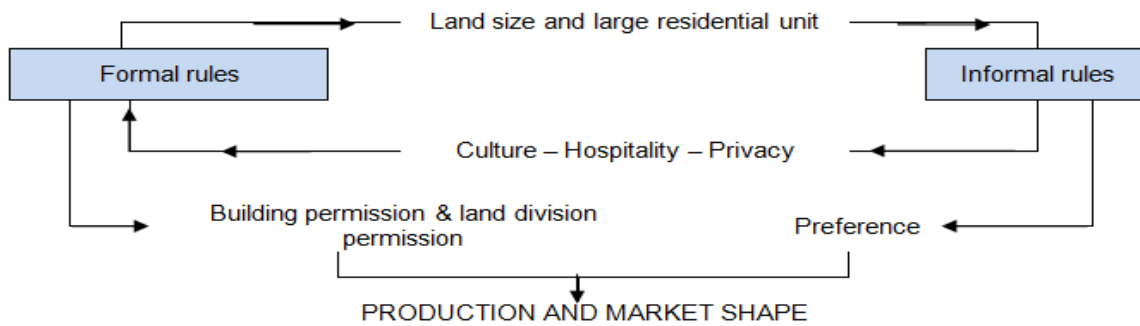 Land size and large residential unit
Formal rules
Informal rules
Culture – Hospitality – Privacy
Building permission & land division
permission
Preference
PRODUCTION AND MARKET SHAPE